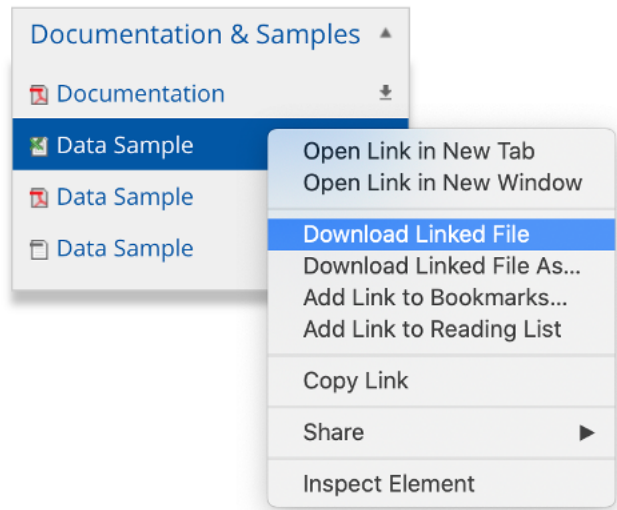 Documentation & Samples
Documentation
Data Sample
Data Sample
Data Sample
Open Link in New Tab
Open Link in New Window
Download Linked File
Download Linked File As...
Add Link to Bookmarks...
Add Link to Reading List
Copy Link
Share
Inspect Element